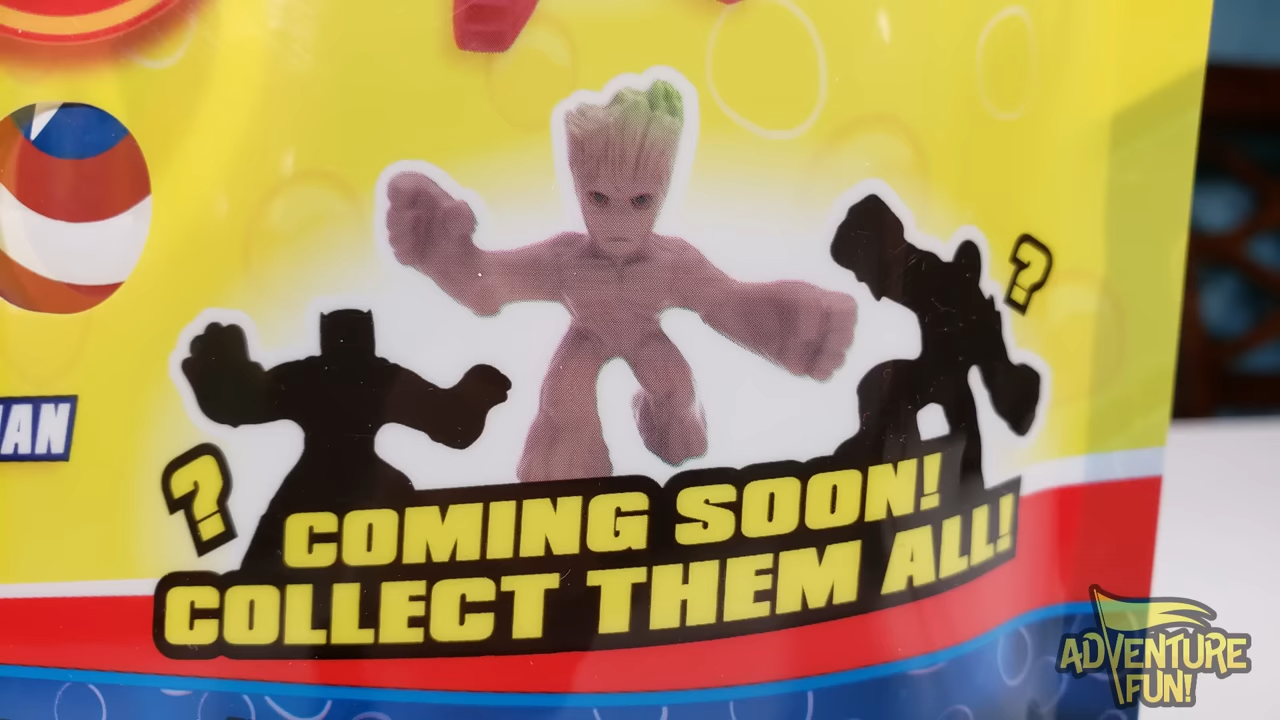 ?
AN
?
COMING SOON!
COLLECT THEM ALL!
ADVENTURE
FUN!